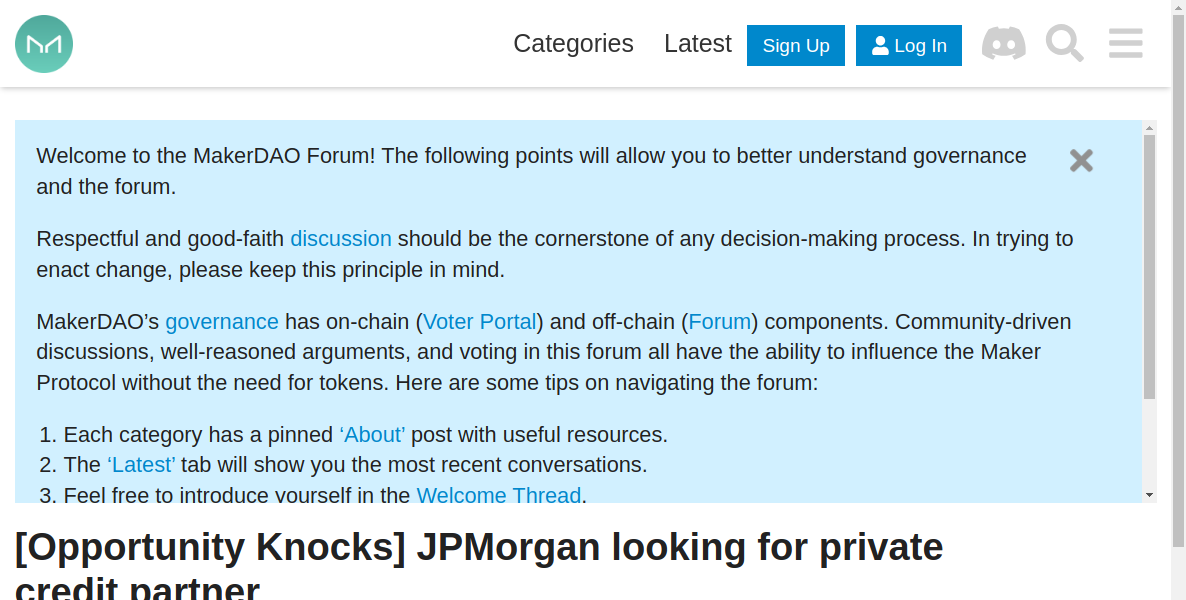 Categories Latest Sign Up Log In
Welcome to the MakerDAO Forum! The following points will allow you to better understand governance
and the forum.
Respectful and good-faith discussion should be the cornerstone of any decision-making process. In trying to
enact change, please keep this principle in mind.
MakerDAO’s governance has on-chain (Voter Portal) and off-chain (Forum) components. Community-driven
discussions, well-reasoned arguments, and voting in this forum all have the ability to influence the Maker
Protocol without the need for tokens. Here are some tips on navigating the forum:
1. Each category has a pinned ‘About’ post with useful resources.
2. The ‘Latest’ tab will show you the most recent conversations.
3. Feel free to introduce yourself in the Welcome Thread.
[Opportunity Knocks] JPMorgan looking for private
credit partner